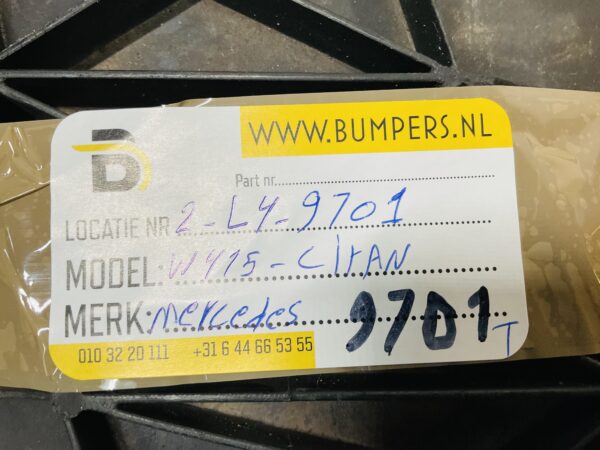 B
WWW.BUMPERS.NL
Part nr.
LOCATIE NR 2-L4-9701
MODEL: W415-CITAN
MERK: Mercedes
9701 T
010 32 20 111 +31 6 44 66 53 55